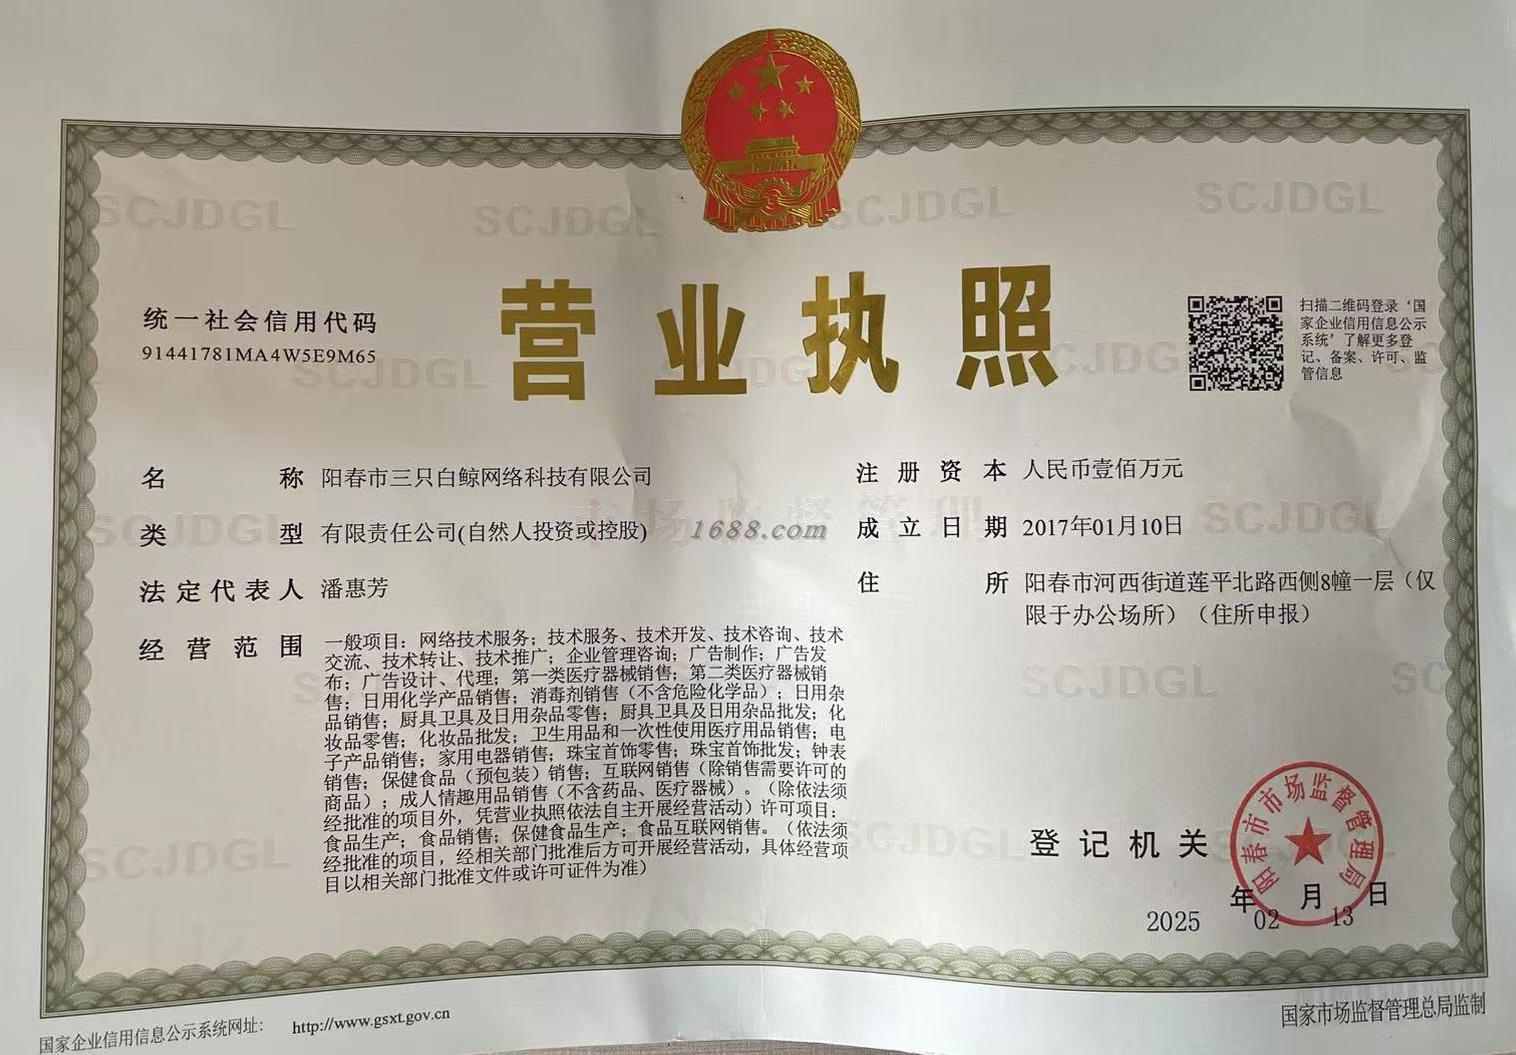 SCJDGL
SCJDGL
SCJDGL
SCJDGL
营业执照
统一社会信用代码
91441781MA4W5E9M65
扫描二维码登录‘国
家企业信用信息公示
系统’了解更多登
记、备案、许可、监
管信息
SCJDGL
SCJDGL
SCJDGL
SC
名称 阳春市三只白鲸网络科技有限公司
注册资本 人民币壹佰万元
市场监督管理
SCJDGL
SCJDGL
类型 有限责任公司(自然人投资或控股)
1688.com
成立日期 2017年01月10日
法定代表人 潘惠芳
住所 阳春市河西街道莲平北路西侧8幢一层（仅
限于办公场所）（住所申报）
经营范围 一般项目：网络技术服务；技术服务、技术开发、技术咨询、技术
交流、技术转让、技术推广；企业管理咨询；广告制作；广告发
布；广告设计、代理；第一类医疗器械销售；第二类医疗器械销
售；日用化学产品销售；消毒剂销售（不含危险化学品）；日用杂
品销售；厨具卫具及日用杂品零售；厨具卫具及日用杂品批发；化
妆品零售；化妆品批发；卫生用品和一次性使用医疗用品销售；电
子产品销售；家用电器销售；珠宝首饰零售；珠宝首饰批发；钟表
销售；保健食品（预包装）销售；互联网销售（除销售需要许可的
商品）；成人情趣用品销售（不含药品、医疗器械）。（除依法须
经批准的项目外，凭营业执照依法自主开展经营活动）许可项目：
食品生产；食品销售；保健食品生产；食品互联网销售。（依法须
经批准的项目，经相关部门批准后方可开展经营活动，具体经营项
目以相关部门批准文件或许可证件为准）
SCJDGL
SC
SCJDGL
SCJDGL
登记机关
阳春市市场监督管理局
年 月 日
2025 02 13
国家企业信用信息公示系统网址： http://www.gsxt.gov.cn
国家市场监督管理总局监制